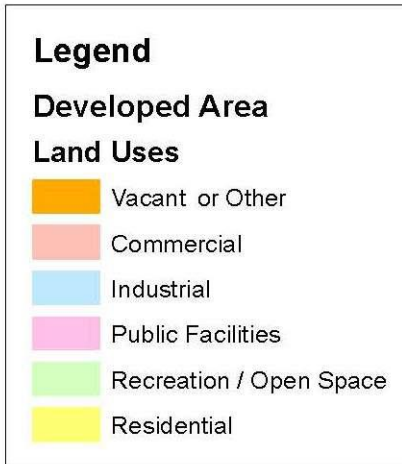 Legend
Developed Area
Land Uses
Vacant or Other
Commercial
Industrial
Public Facilities
Recreation / Open Space
Residential